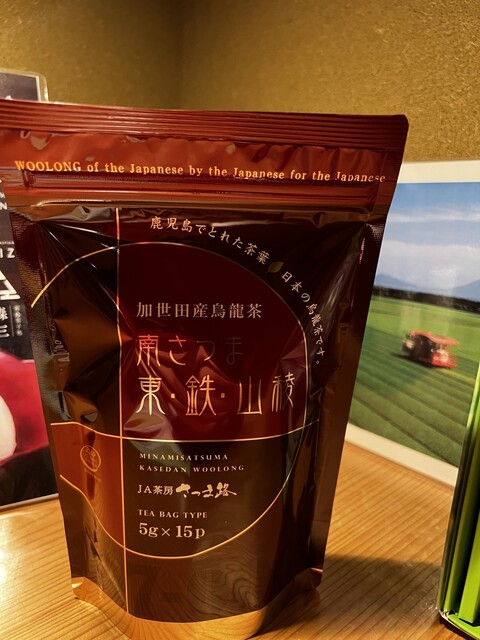 WOOLONG of the Japanese by the Japanese for the Japanese
鹿児島でとれた茶葉 日本の烏龍茶です。
加世田産烏龍茶
南さつま
東・鉄・山稜
MINAMISATSUMA
KASEDAN WOOLONG
JA茶房 さつま路
TEA BAG TYPE
5g×15p